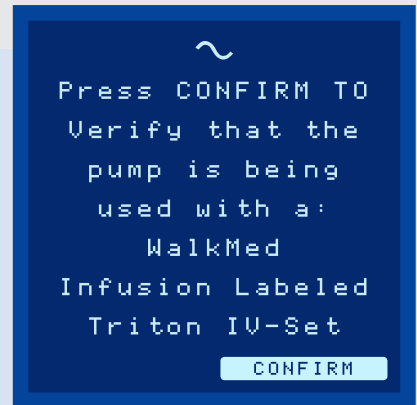 Press CONFIRM TO
Verify that the
pump is being
used with a:
WalkMed
Infusion Labeled
Triton IV-Set
CONFIRM